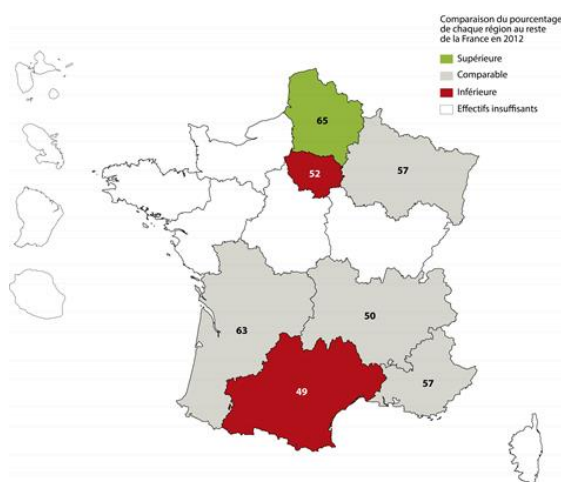 Comparaison du pourcentage
de chaque région au reste
de la France en 2012
Supérieure
Comparable
Inférieure
Effectifs insuffisants
65
52
57
63
50
57
49